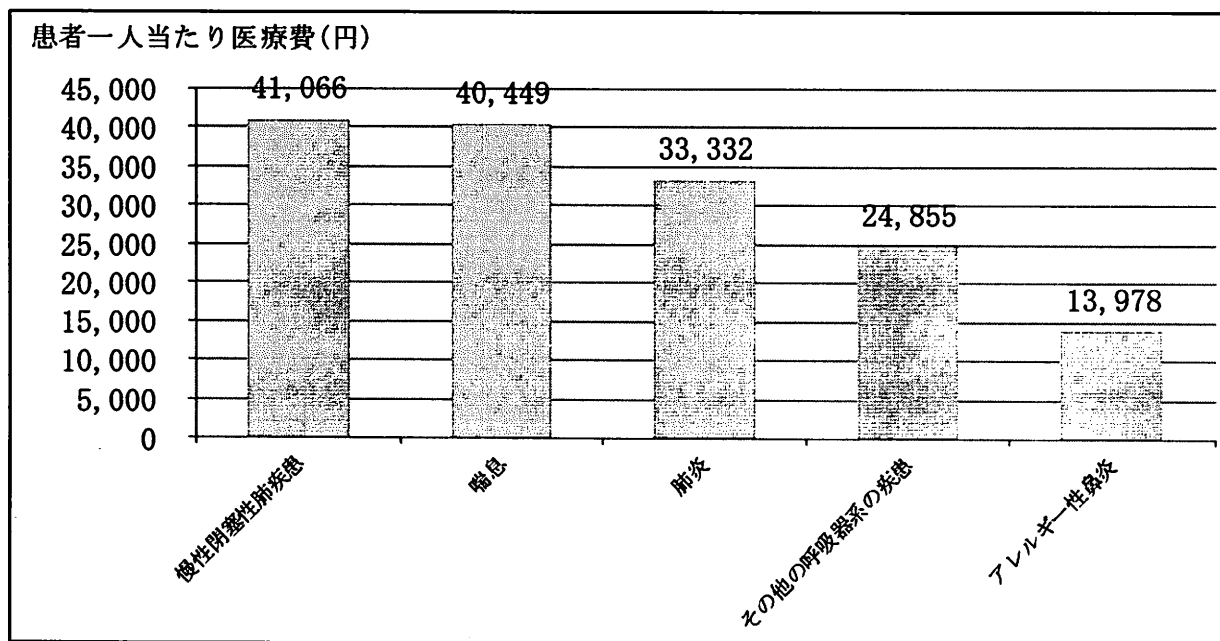 患者一人当たり医療費(円)
45,000
40,000
35,000
30,000
25,000
20,000
15,000
10,000
5,000
0
41,066
40,449
33,332
24,855
13,978
慢性閉塞性肺疾患
喘息
肺炎
その他の呼吸器系の疾患
アレルギー性鼻炎